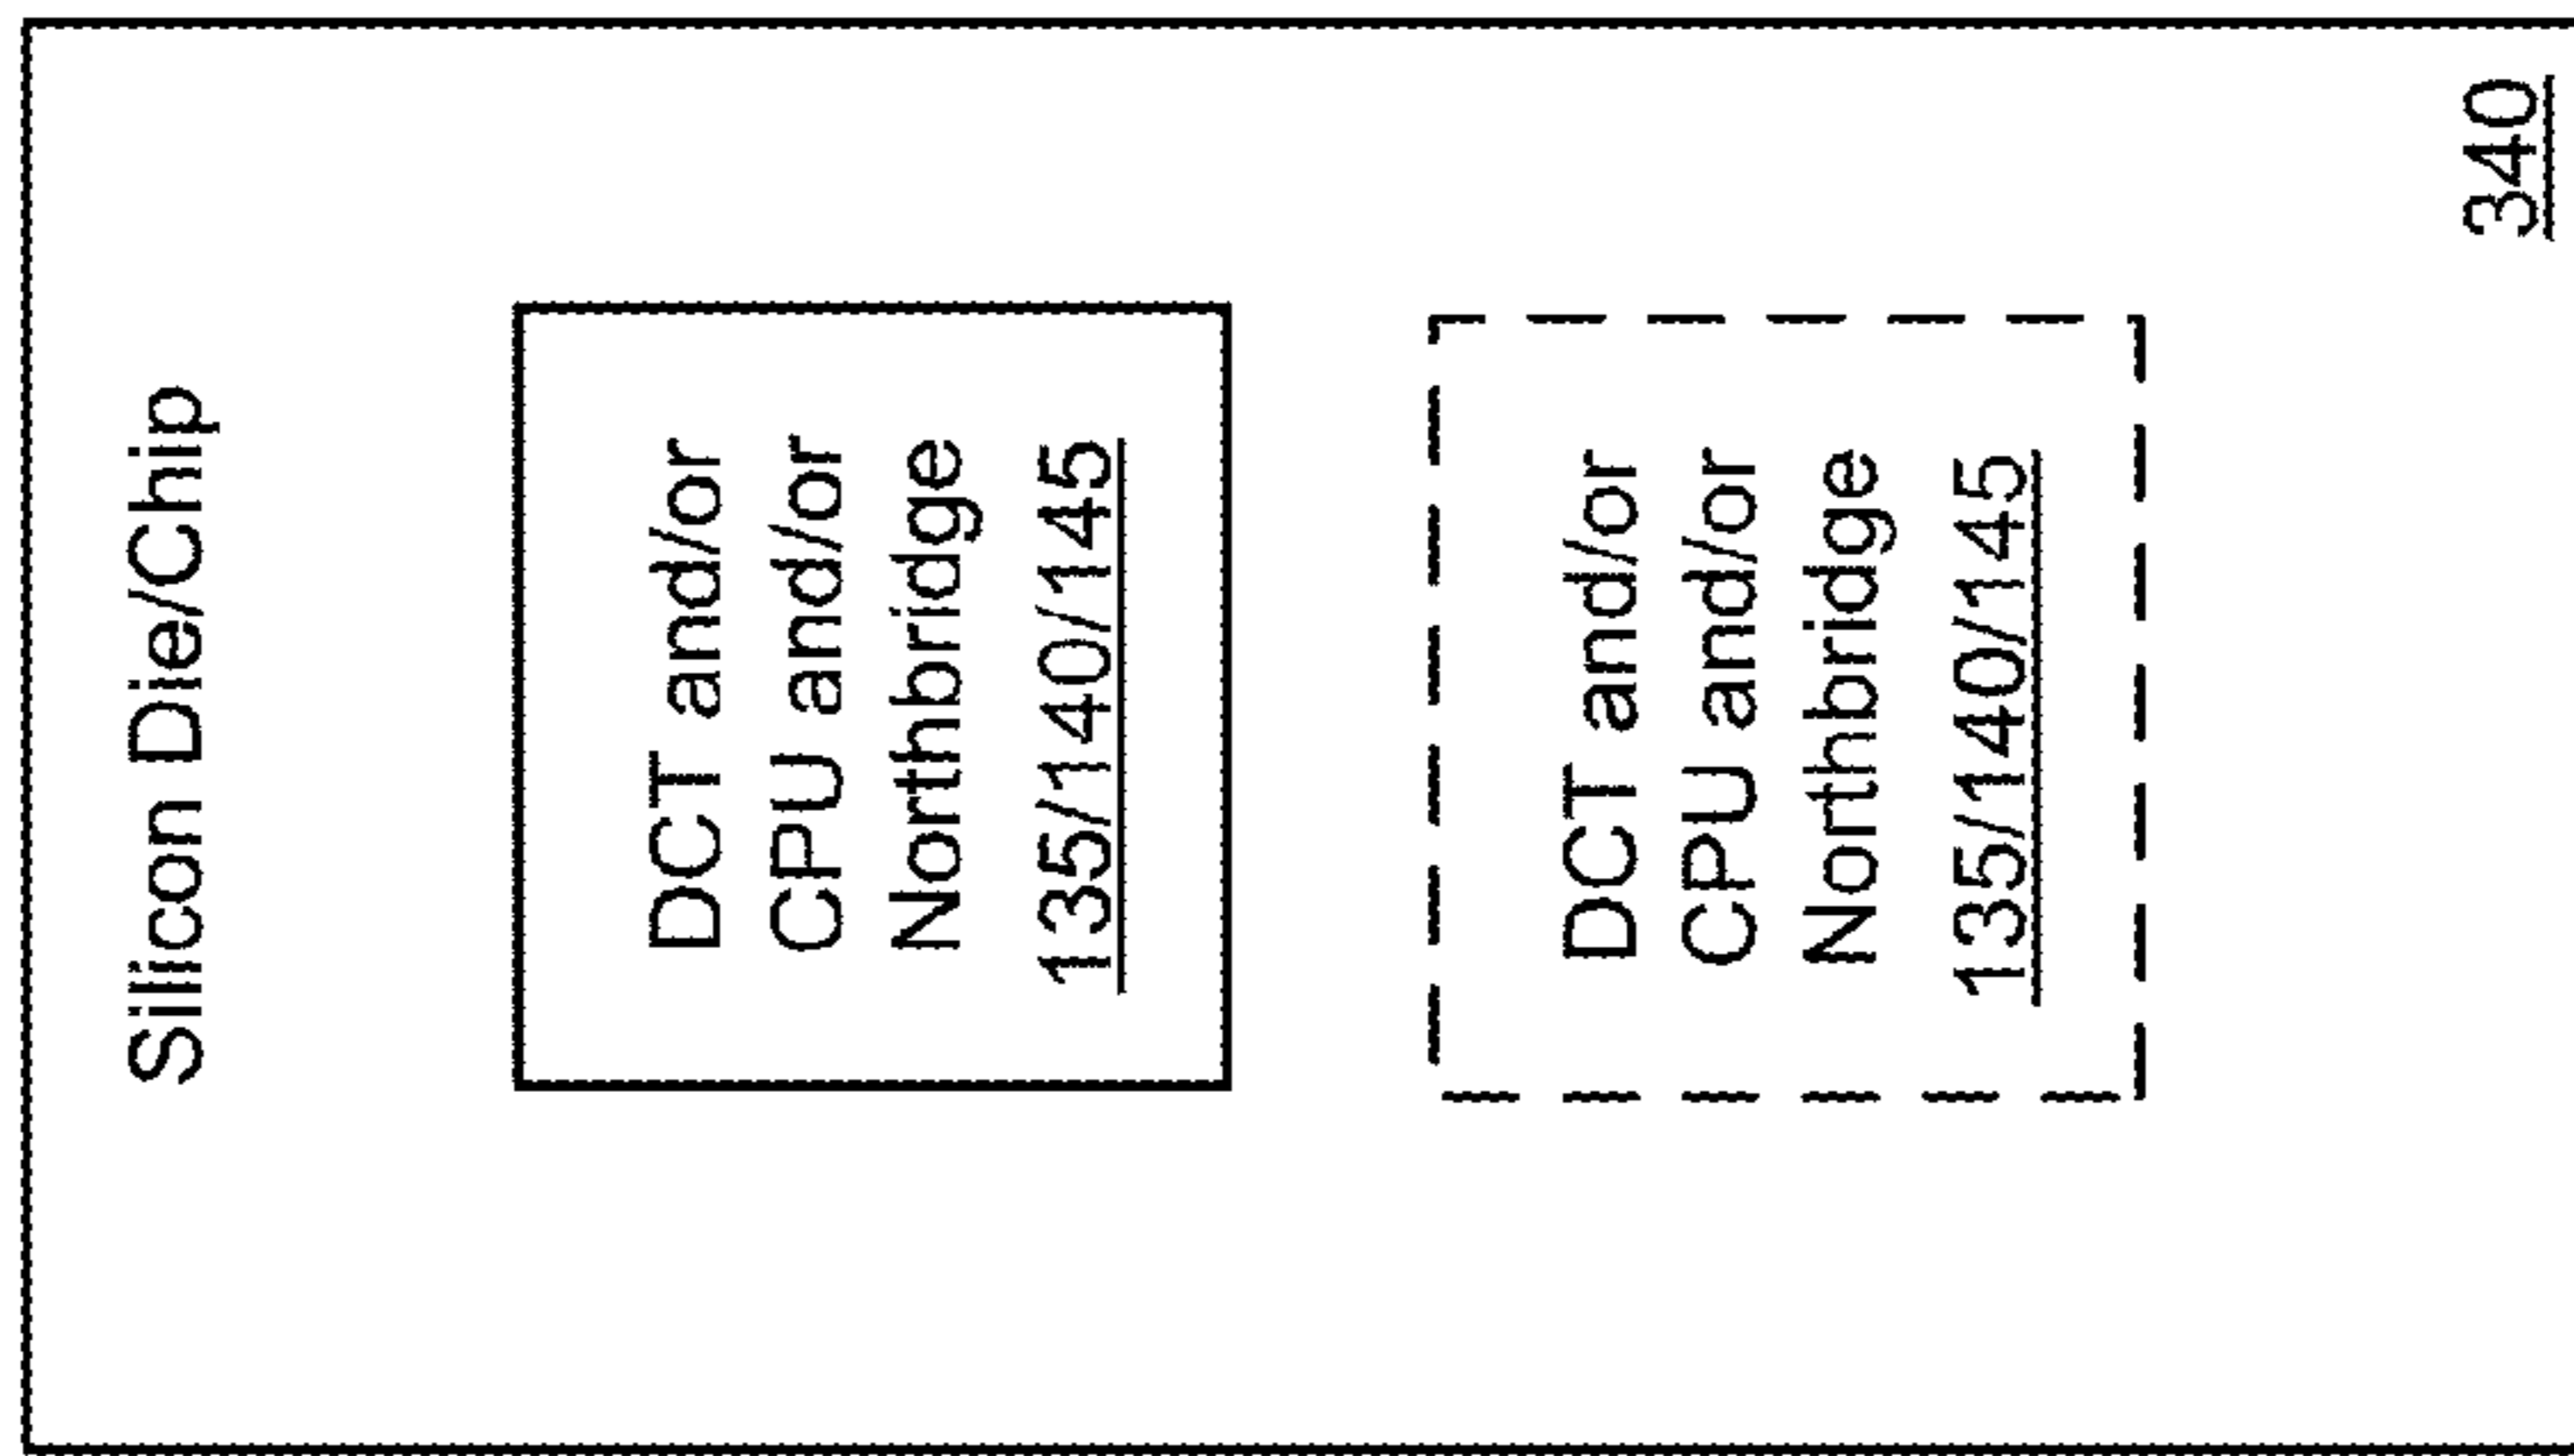 Silicon Die/Chip
DCT and/or
CPU and/or
Northbridge
135/140/145
DCT and/or
CPU and/or
Northbridge
135/140/145
340